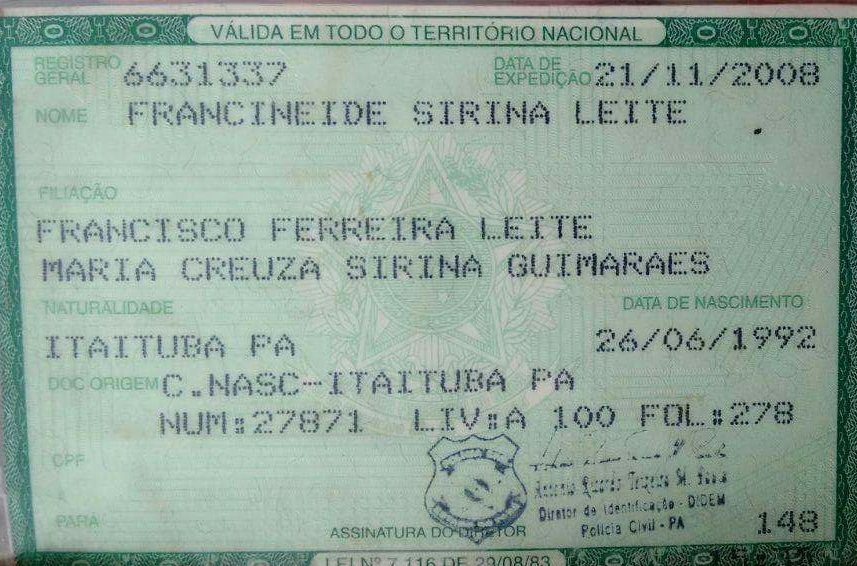 VÁLIDA EM TODO O TERRITÓRIO NACIONAL
REGISTRO GERAL 6631337 DATA DE EXPEDIÇÃO 21/11/2008
NOME FRANCINEIDE SIRINA LEITE
FILIAÇÃO
FRANCISCO FERREIRA LEITE
MARIA CREUZA SIRINA GUIMARAES
NATURALIDADE DATA DE NASCIMENTO
ITAITUBA PA 26/06/1992
DOC ORIGEM C.NASC-ITAITUBA PA
NUM:27871 LIV:A 100 FOL:278
CPF
PARA
Diretor de Identificação - DIDEM
Polícia Civil - PA
148
ASSINATURA DO DIRETOR
LEI Nº 7.116 DE 29/08/83